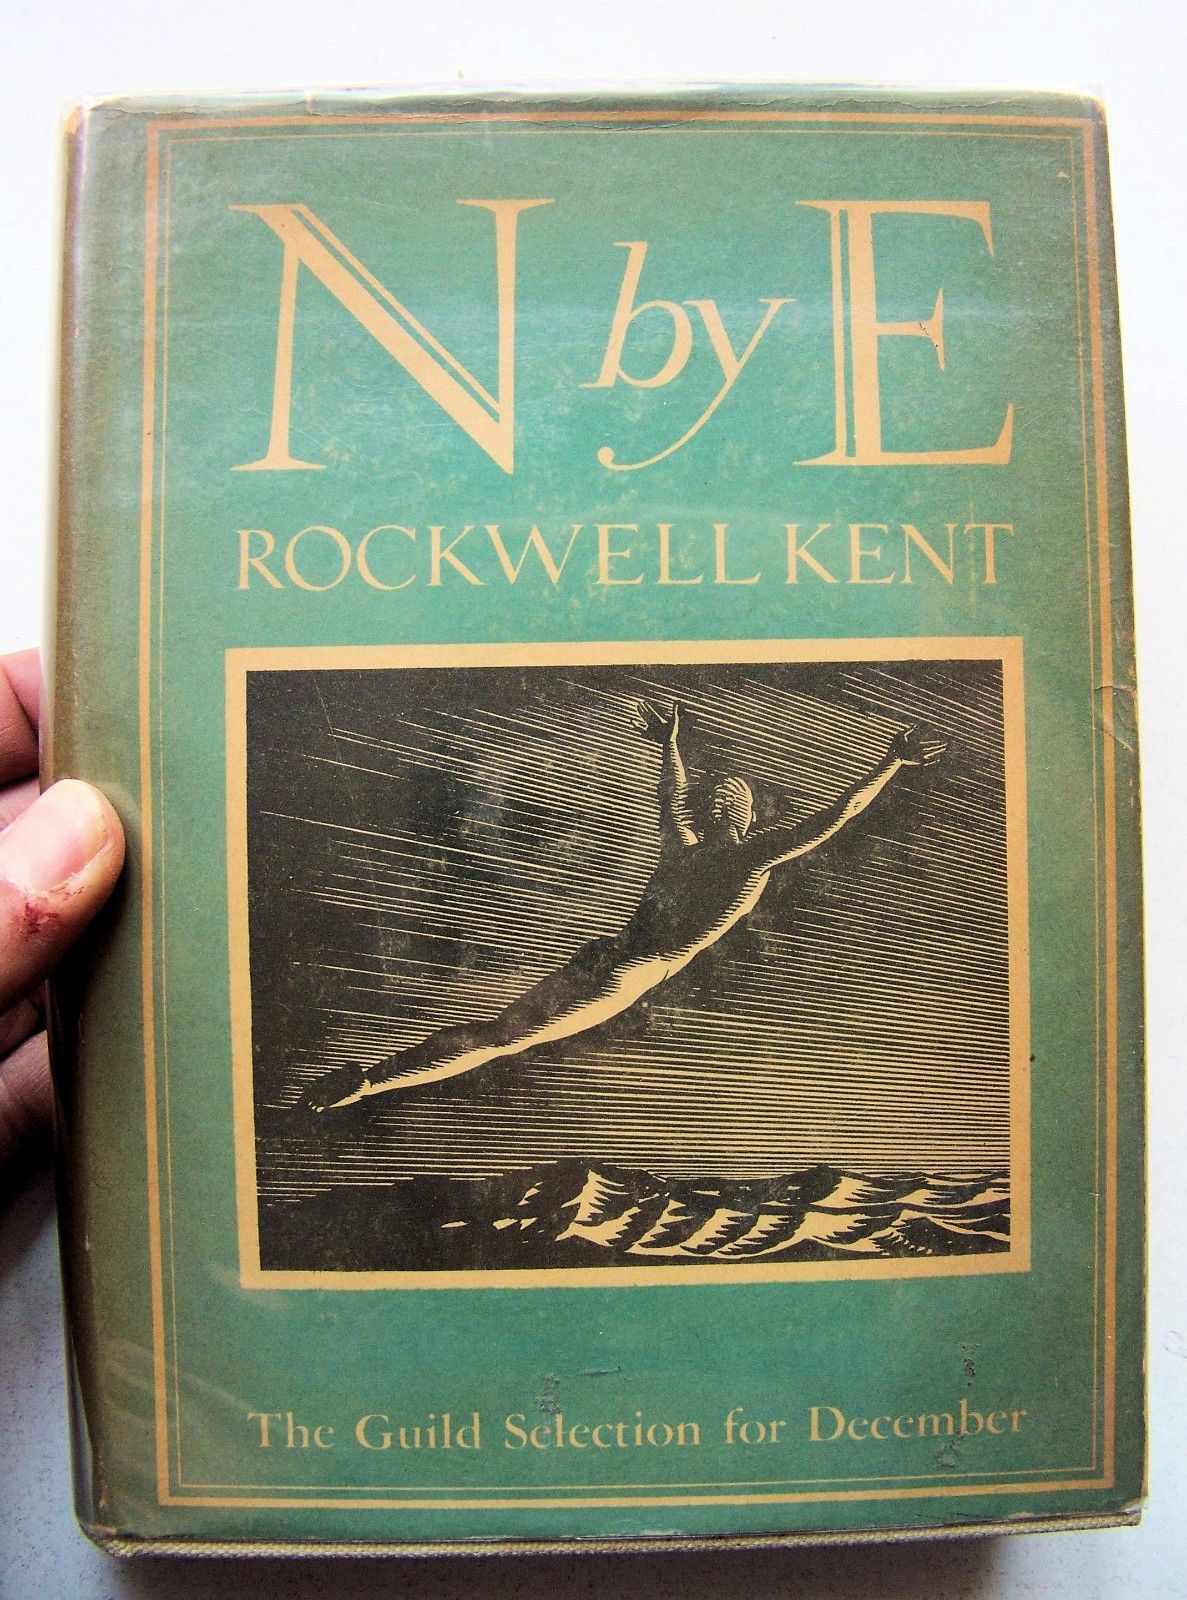 N by E
ROCKWELL KENT
The Guild Selection for December